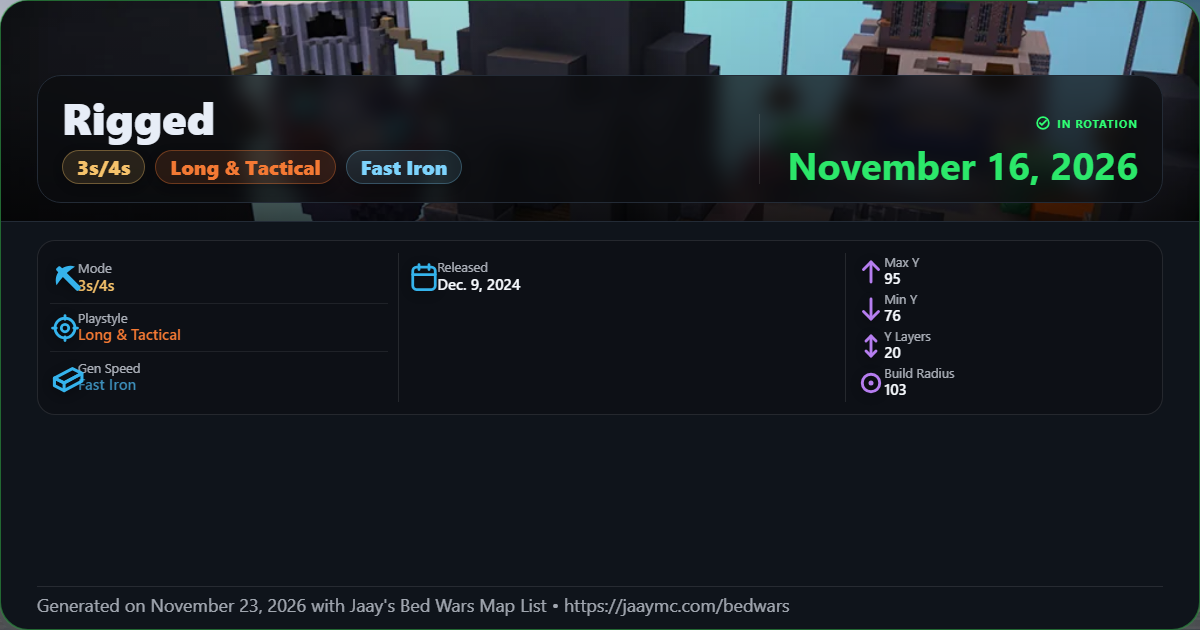 Rigged
3s/4s
Long & Tactical
Fast Iron
IN ROTATION
November 16, 2026
Mode
3s/4s
Playstyle
Long & Tactical
Gen Speed
Fast Iron
Released
Dec. 9, 2024
Max Y
95
Min Y
76
Y Layers
20
Build Radius
103
Generated on November 23, 2026 with Jaay's Bed Wars Map List • https://jaaymc.com/bedwars